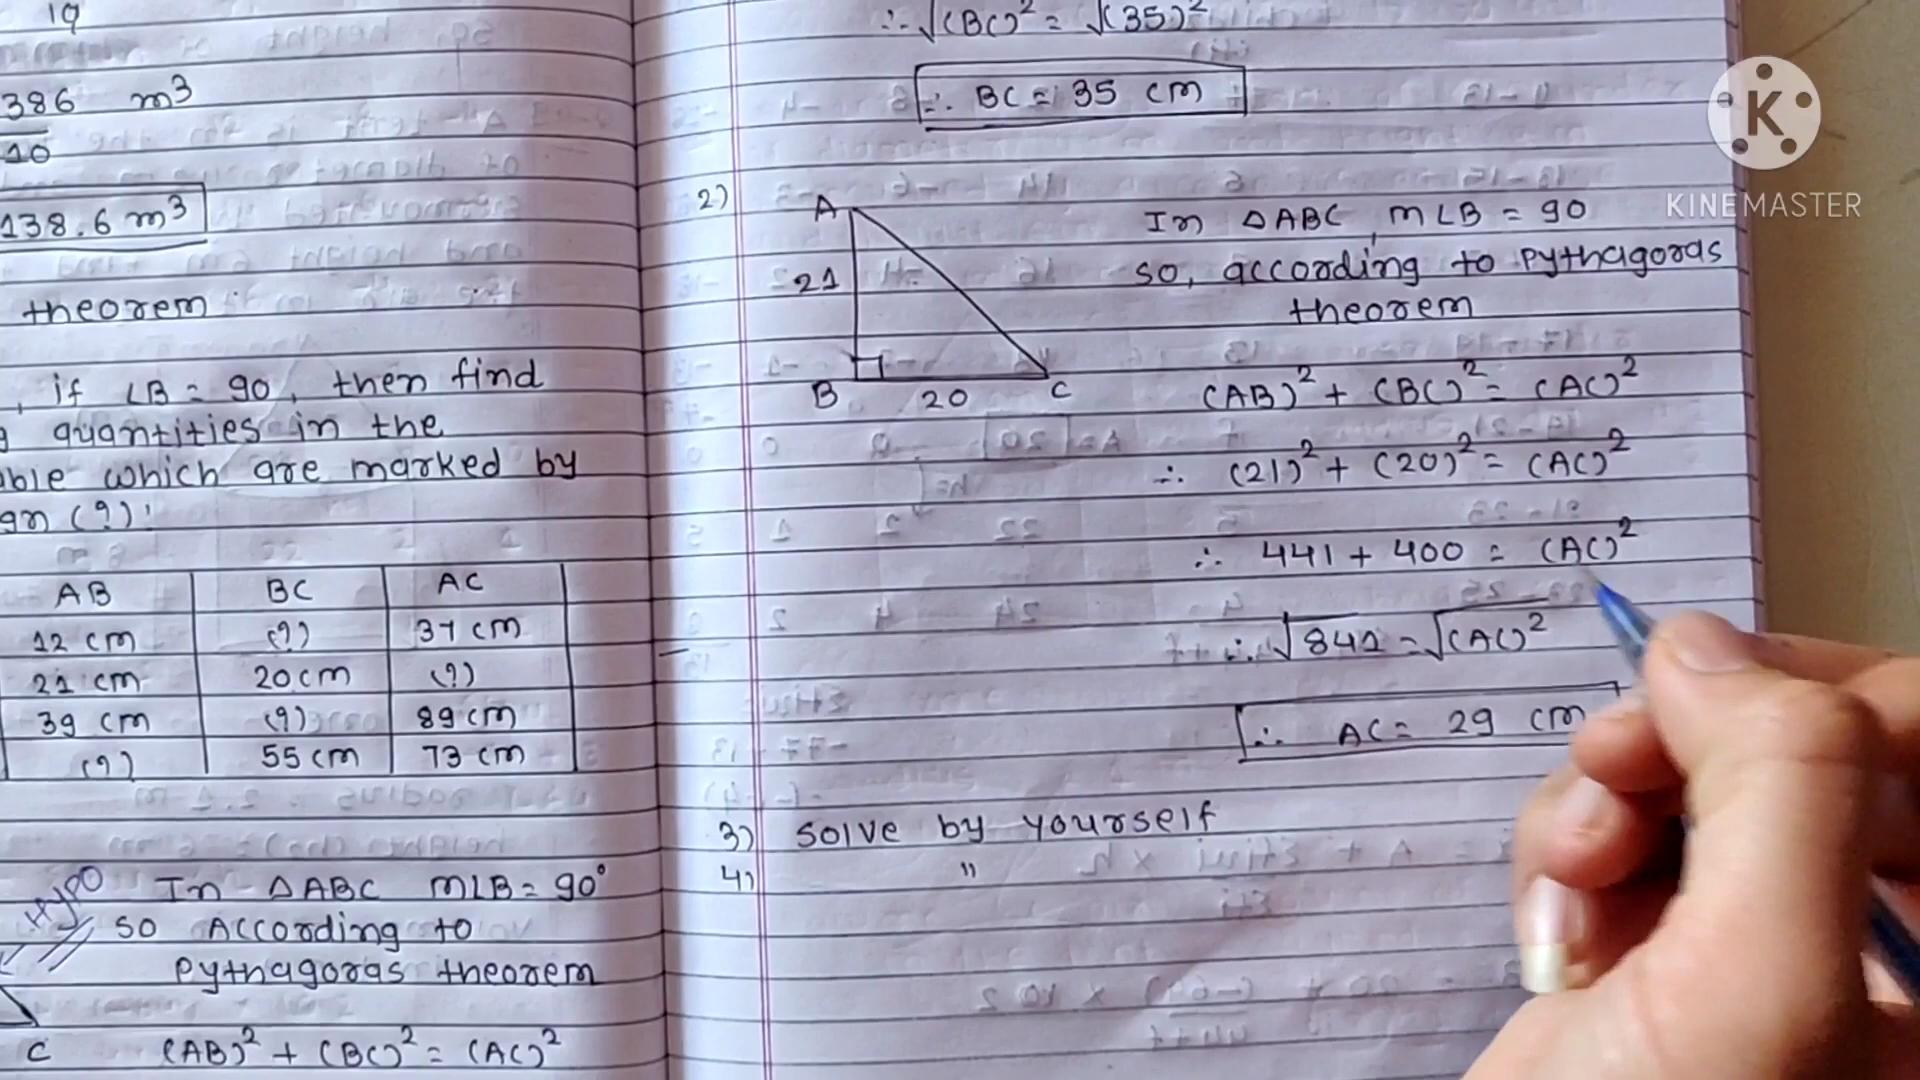 19
386 m³
10
138.6 m³
theorem
, if ∠B = 90, then find
quantities in the
able which are marked by
gn (?):
AB BC AC
12 cm (?) 37 cm
21 cm 20 cm (?)
39 cm (?) 89 cm
(?) 55 cm 73 cm
Hypo
In △ABC m∠B = 90°
so According to
Pythagoras theorem
C
(AB)² + (BC)² = (AC)²
∴ √(BC)² = √(35)²
∴ BC = 35 cm
2)
A
21
B 20 C
In △ABC, m∠B = 90
so, according to Pythagoras
theorem
(AB)² + (BC)² = (AC)²
∴ (21)² + (20)² = (AC)²
∴ 441 + 400 = (AC)²
∴ √841 = √(AC)²
∴ AC = 29 cm
3) Solve by yourself
4) "
K
KINEMASTER